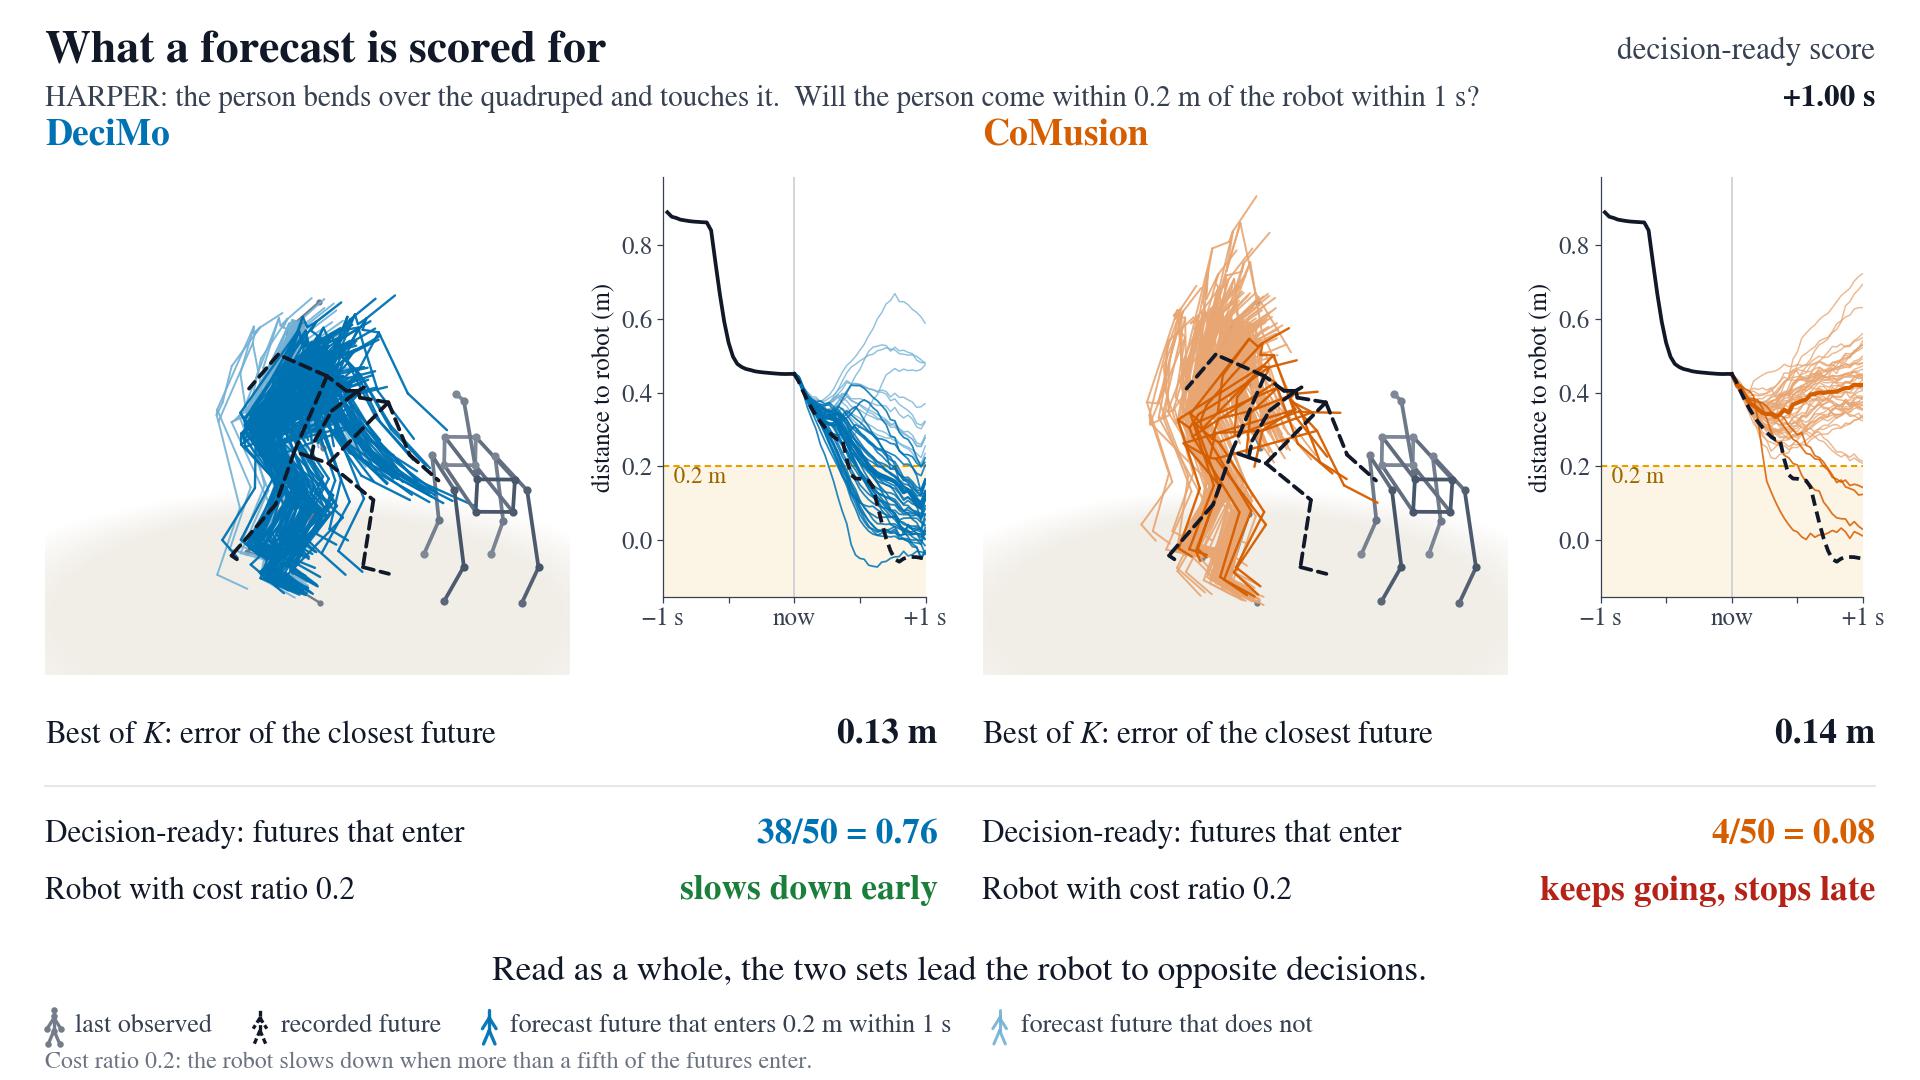 What a forecast is scored for
decision-ready score
HARPER: the person bends over the quadruped and touches it. Will the person come within 0.2 m of the robot within 1 s?
+1.00 s
DeciMo
CoMusion
distance to robot (m)
0.8
0.6
0.4
0.2
0.0
0.2 m
−1 s
now
+1 s
distance to robot (m)
0.8
0.6
0.4
0.2
0.0
0.2 m
−1 s
now
+1 s
Best of K: error of the closest future
0.13 m
Best of K: error of the closest future
0.14 m
Decision-ready: futures that enter
38/50 = 0.76
Decision-ready: futures that enter
4/50 = 0.08
Robot with cost ratio 0.2
slows down early
Robot with cost ratio 0.2
keeps going, stops late
Read as a whole, the two sets lead the robot to opposite decisions.
last observed
recorded future
forecast future that enters 0.2 m within 1 s
forecast future that does not
Cost ratio 0.2: the robot slows down when more than a fifth of the futures enter.